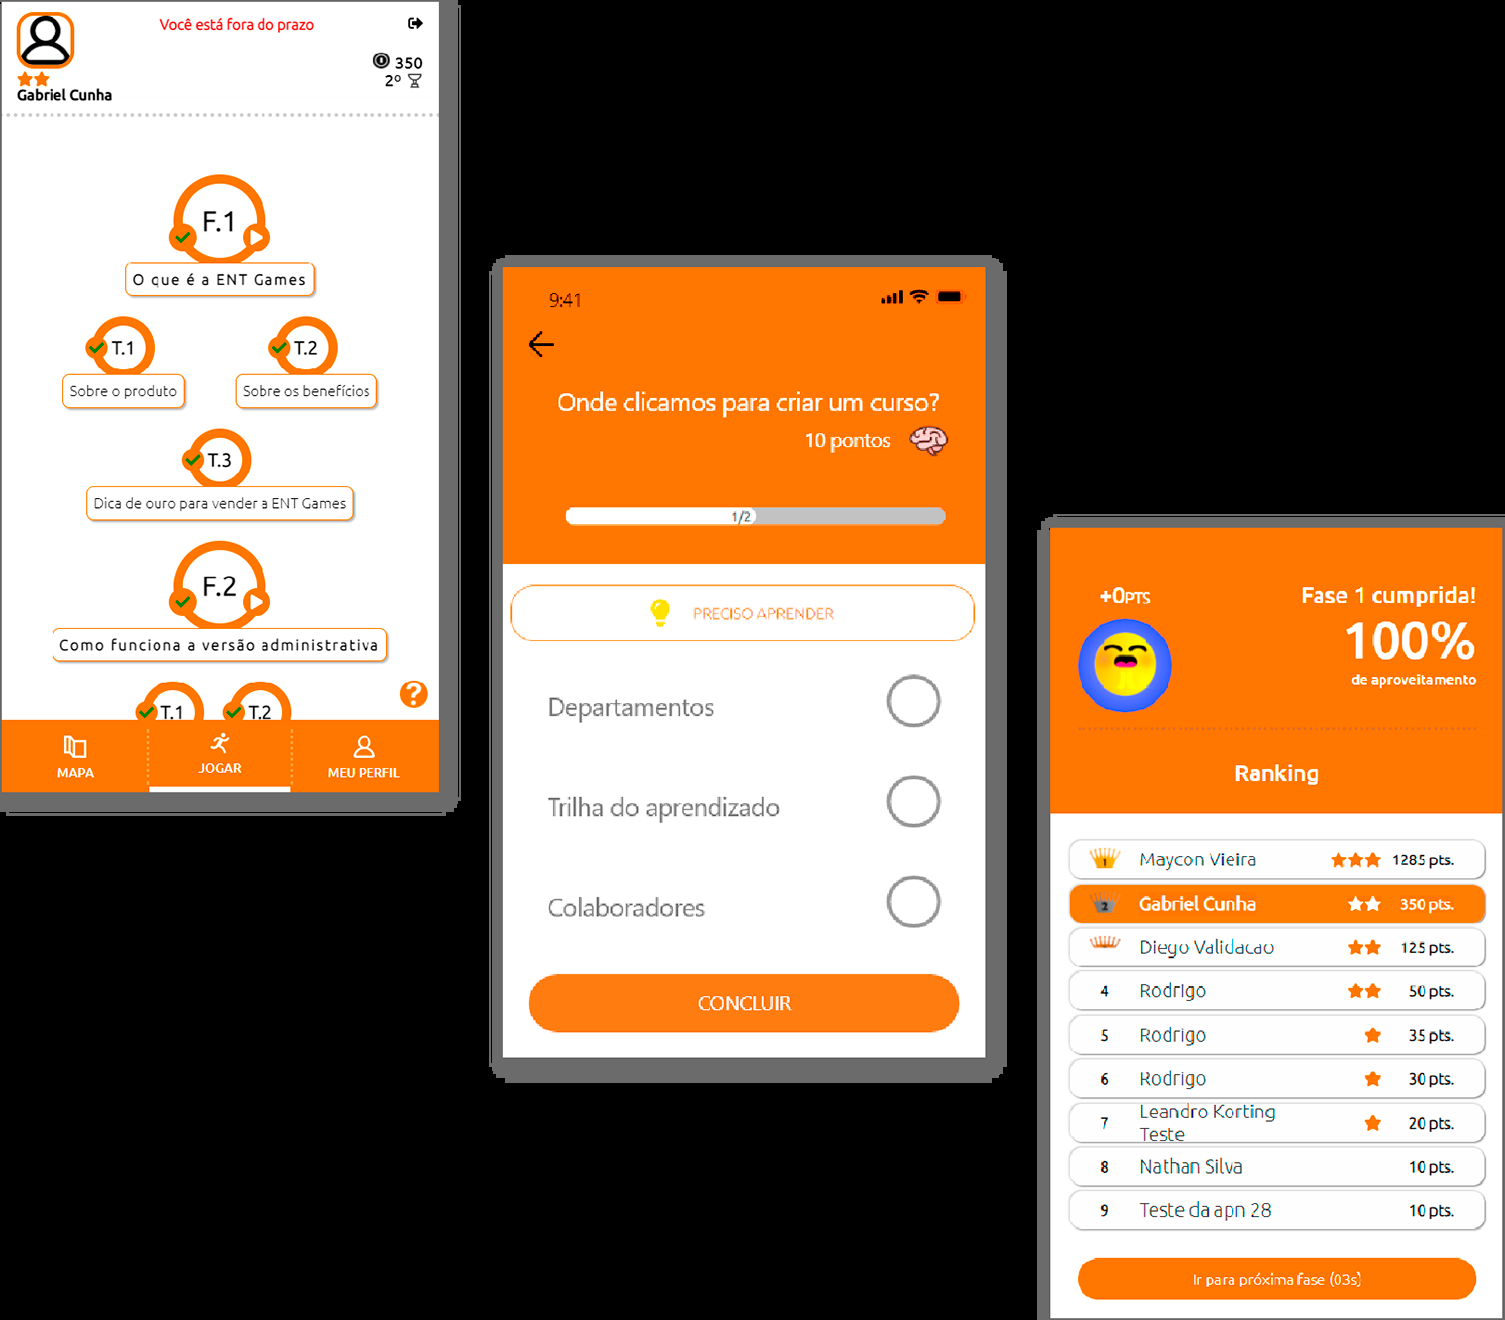 Você está fora do prazo
350
2º
Gabriel Cunha
F.1
O que é a ENT Games
T.1
T.2
Sobre o produto
Sobre os benefícios
T.3
Dica de ouro para vender a ENT Games
F.2
Como funciona a versão administrativa
T.1
T.2
?
MAPA
JOGAR
MEU PERFIL
9:41
Onde clicamos para criar um curso?
10 pontos
1/2
PRECISO APRENDER
Departamentos
Trilha do aprendizado
Colaboradores
CONCLUIR
+0PTS
Fase 1 cumprida!
100%
de aproveitamento
Ranking
1 Maycon Vieira 1285 pts.
2 Gabriel Cunha 350 pts.
Diego Validacao 125 pts.
4 Rodrigo 50 pts.
5 Rodrigo 35 pts.
6 Rodrigo 30 pts.
7 Leandro Korting
Teste 20 pts.
8 Nathan Silva 10 pts.
9 Teste da apn 28 10 pts.
Ir para próxima fase (03s)